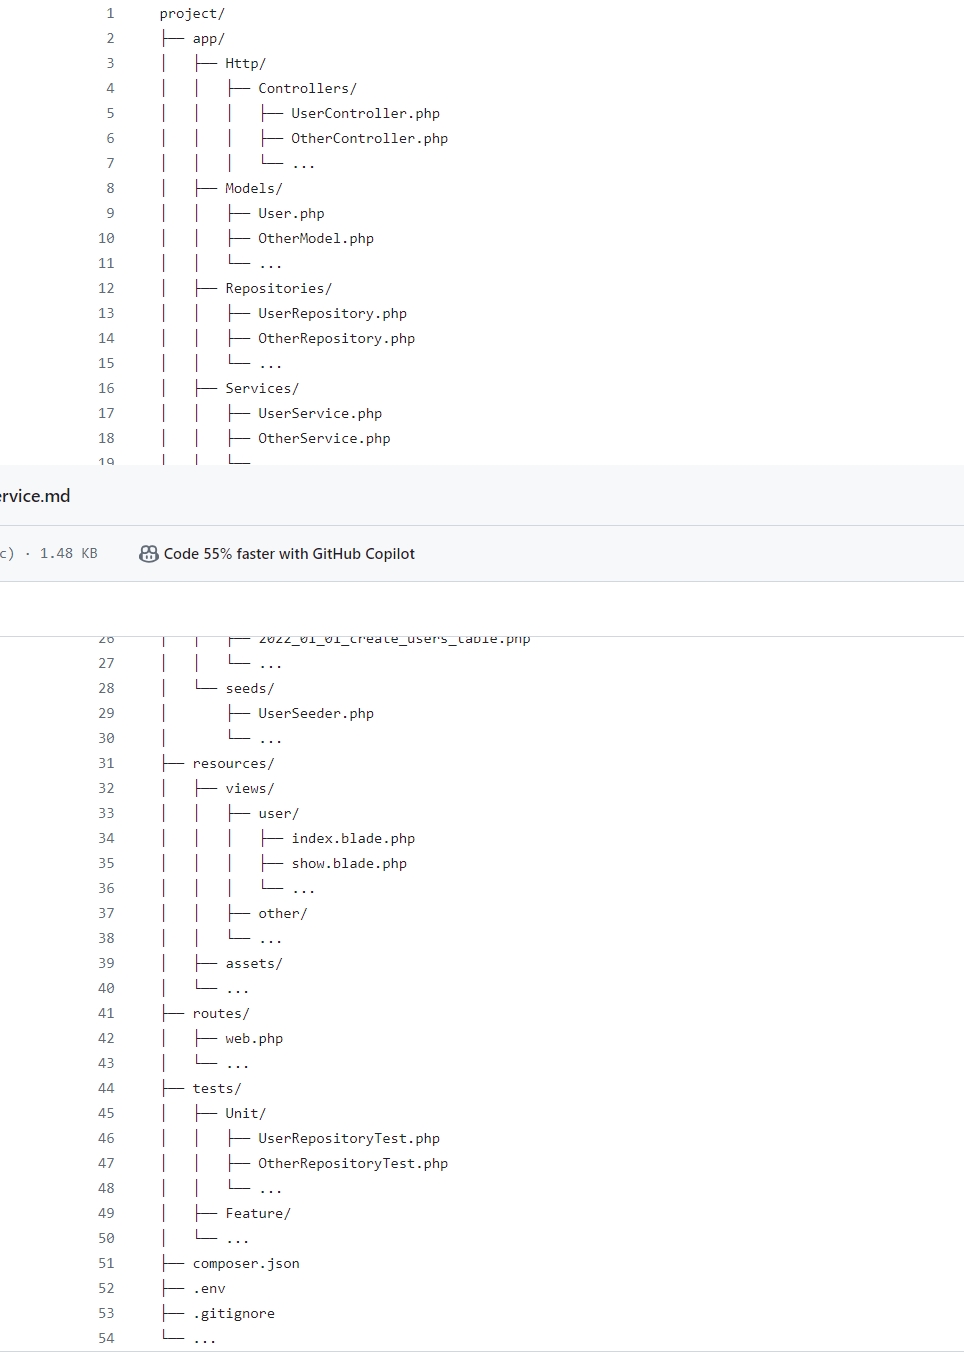 1 project/
2 ├── app/
3 │   ├── Http/
4 │   │   ├── Controllers/
5 │   │   │   ├── UserController.php
6 │   │   │   ├── OtherController.php
7 │   │   │   └── ...
8 │   ├── Models/
9 │   │   ├── User.php
10 │   │   ├── OtherModel.php
11 │   │   └── ...
12 │   ├── Repositories/
13 │   │   ├── UserRepository.php
14 │   │   ├── OtherRepository.php
15 │   │   └── ...
16 │   ├── Services/
17 │   │   ├── UserService.php
18 │   │   ├── OtherService.php
19 │   │   └──
ervice.md
c) · 1.48 KB Code 55% faster with GitHub Copilot
26 │   │   ├── 2022_01_01_create_users_table.php
27 │   │   └── ...
28 │   └── seeds/
29 │       ├── UserSeeder.php
30 │       └── ...
31 ├── resources/
32 │   ├── views/
33 │   │   ├── user/
34 │   │   │   ├── index.blade.php
35 │   │   │   ├── show.blade.php
36 │   │   │   └── ...
37 │   │   ├── other/
38 │   │   └── ...
39 │   ├── assets/
40 │   └── ...
41 ├── routes/
42 │   ├── web.php
43 │   └── ...
44 ├── tests/
45 │   ├── Unit/
46 │   │   ├── UserRepositoryTest.php
47 │   │   ├── OtherRepositoryTest.php
48 │   │   └── ...
49 │   ├── Feature/
50 │   └── ...
51 ├── composer.json
52 ├── .env
53 ├── .gitignore
54 └── ...